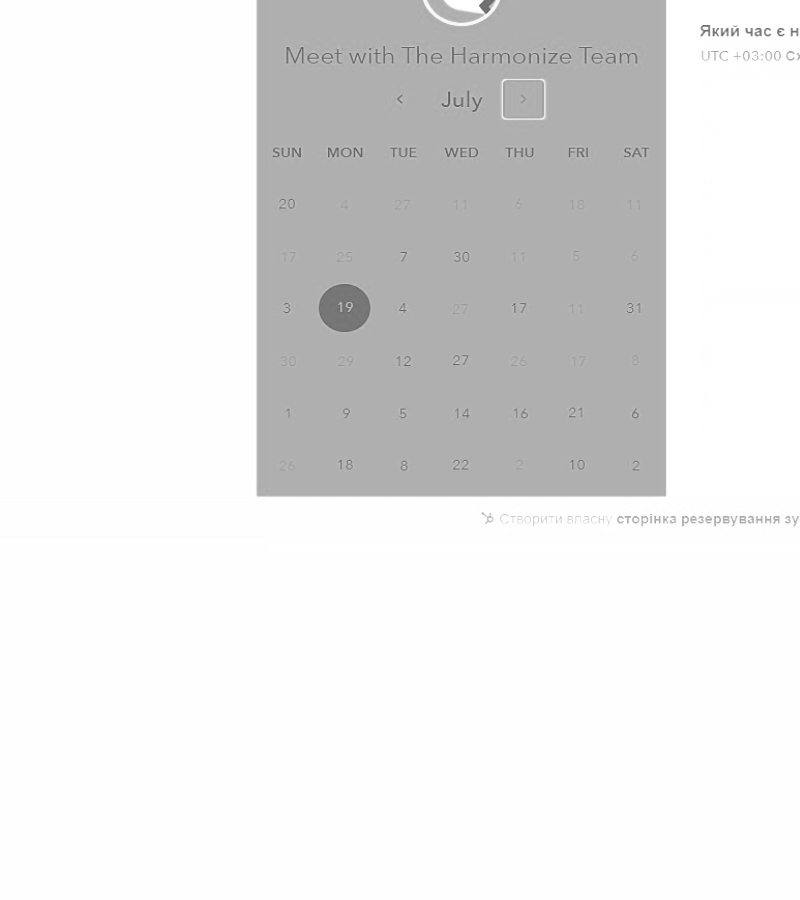 Який час є н
UTC +03:00
Meet with The Harmonize Team
July
SUN MON TUE WED THU FRI SAT
20 4 27 11 6 18 11
17 25 7 30 11 5 6
3 19 4 27 17 11 31
30 29 12 27 26 17 8
1 9 5 14 16 21 6
26 18 8 22 2 10 2
Створити власну сторінка резервування зу